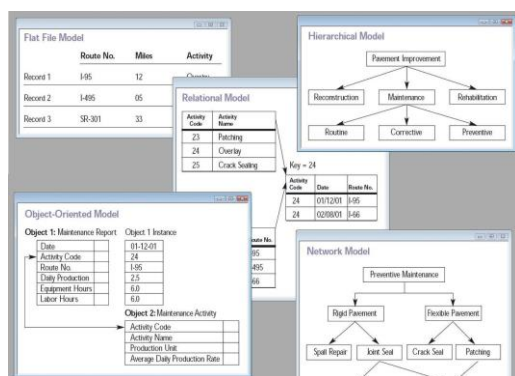 Flat File Model
Route No. Miles Activity
Record 1 I-95 12
Record 2 I-495 05
Record 3 SR-301 33
Hierarchical Model
Pavement Improvement
Reconstruction Maintenance Rehabilitation
Routine Corrective Preventive
Relational Model
Activity Code Activity Name
23 Patching
24 Overlay
25 Crack Sealing
Key = 24
Activity Code Date Route No.
24 01/12/01 I-95
24 02/08/01 I-66
Object-Oriented Model
Object 1: Maintenance Report Object 1 Instance
Date 01-12-01
Activity Code 24
Route No. I-95
Daily Production 2.5
Equipment Hours 6.0
Labor Hours 6.0
Object 2: Maintenance Activity
Activity Code
Activity Name
Production Unit
Average Daily Production Rate
Network Model
Preventive Maintenance
Rigid Pavement Flexible Pavement
Spall Repair Joint Seal Crack Seal Patching